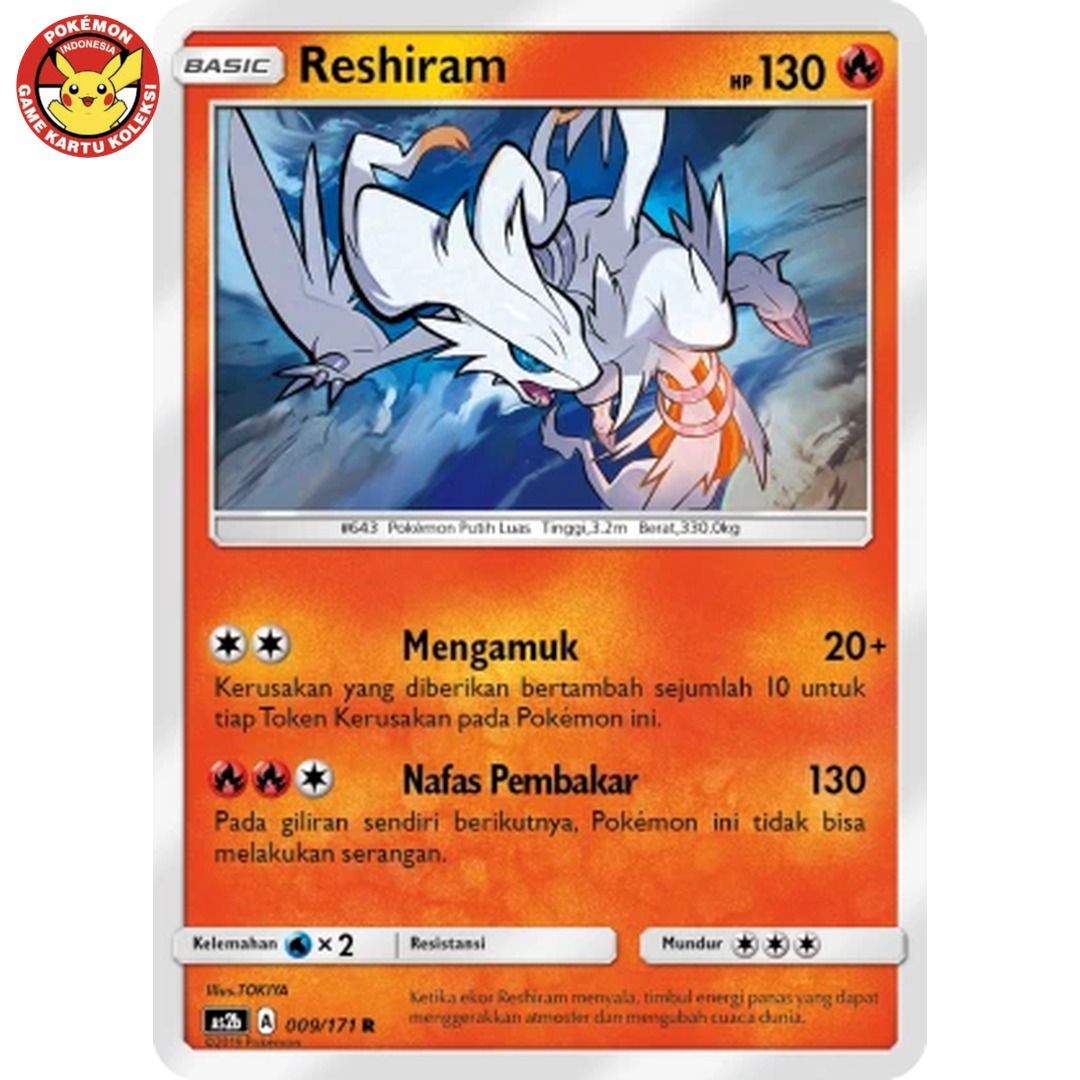 POKÉMON
INDONESIA
GAME KARTU KOLEKSI
BASIC Reshiram HP 130
#643 Pokémon Putih Luas Tinggi,3.2m Berat,330.0kg
Mengamuk 20+
Kerusakan yang diberikan bertambah sejumlah 10 untuk
tiap Token Kerusakan pada Pokémon ini.
Nafas Pembakar 130
Pada giliran sendiri berikutnya, Pokémon ini tidak bisa
melakukan serangan.
Kelemahan ×2 Resistansi Mundur
Illus.TOKIYA
Ketika ekor Reshiram menyala, timbul energi panas yang dapat
menggerakkan atmosfer dan mengubah cuaca dunia.
as2b A 009/171 R
©2019 Pokémon